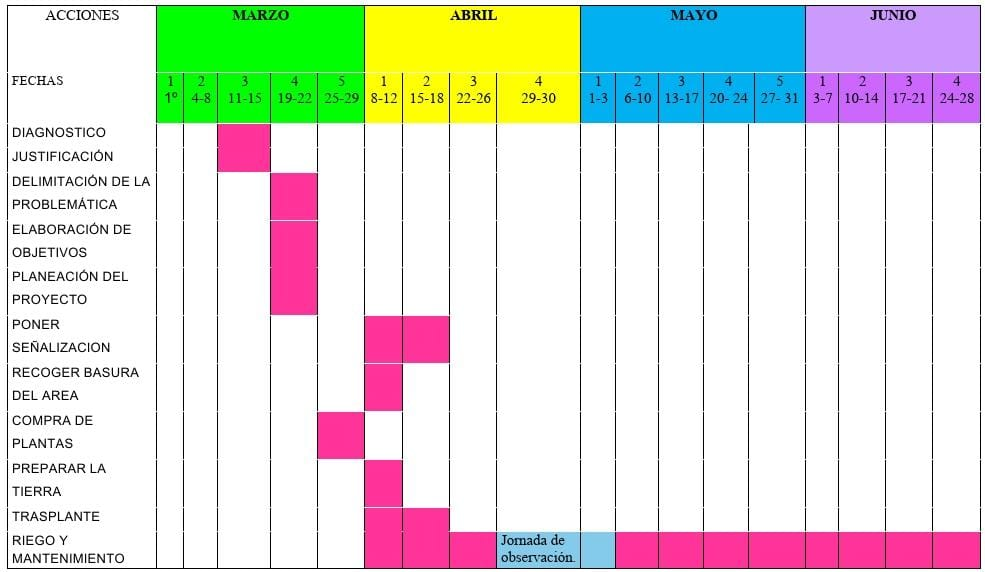 ACCIONES MARZO ABRIL MAYO JUNIO
FECHAS 1 2 3 4 5 1 2 3 4 1 2 3 4 5 1 2 3 4
1º 4-8 11-15 19-22 25-29 8-12 15-18 22-26 29-30 1-3 6-10 13-17 20- 24 27- 31 3-7 10-14 17-21 24-28
DIAGNOSTICO
JUSTIFICACIÓN
DELIMITACIÓN DE LA
PROBLEMÁTICA
ELABORACIÓN DE
OBJETIVOS
PLANEACIÓN DEL
PROYECTO
PONER
SEÑALIZACION
RECOGER BASURA
DEL AREA
COMPRA DE
PLANTAS
PREPARAR LA
TIERRA
TRASPLANTE
RIEGO Y Jornada de
MANTENIMIENTO observación.